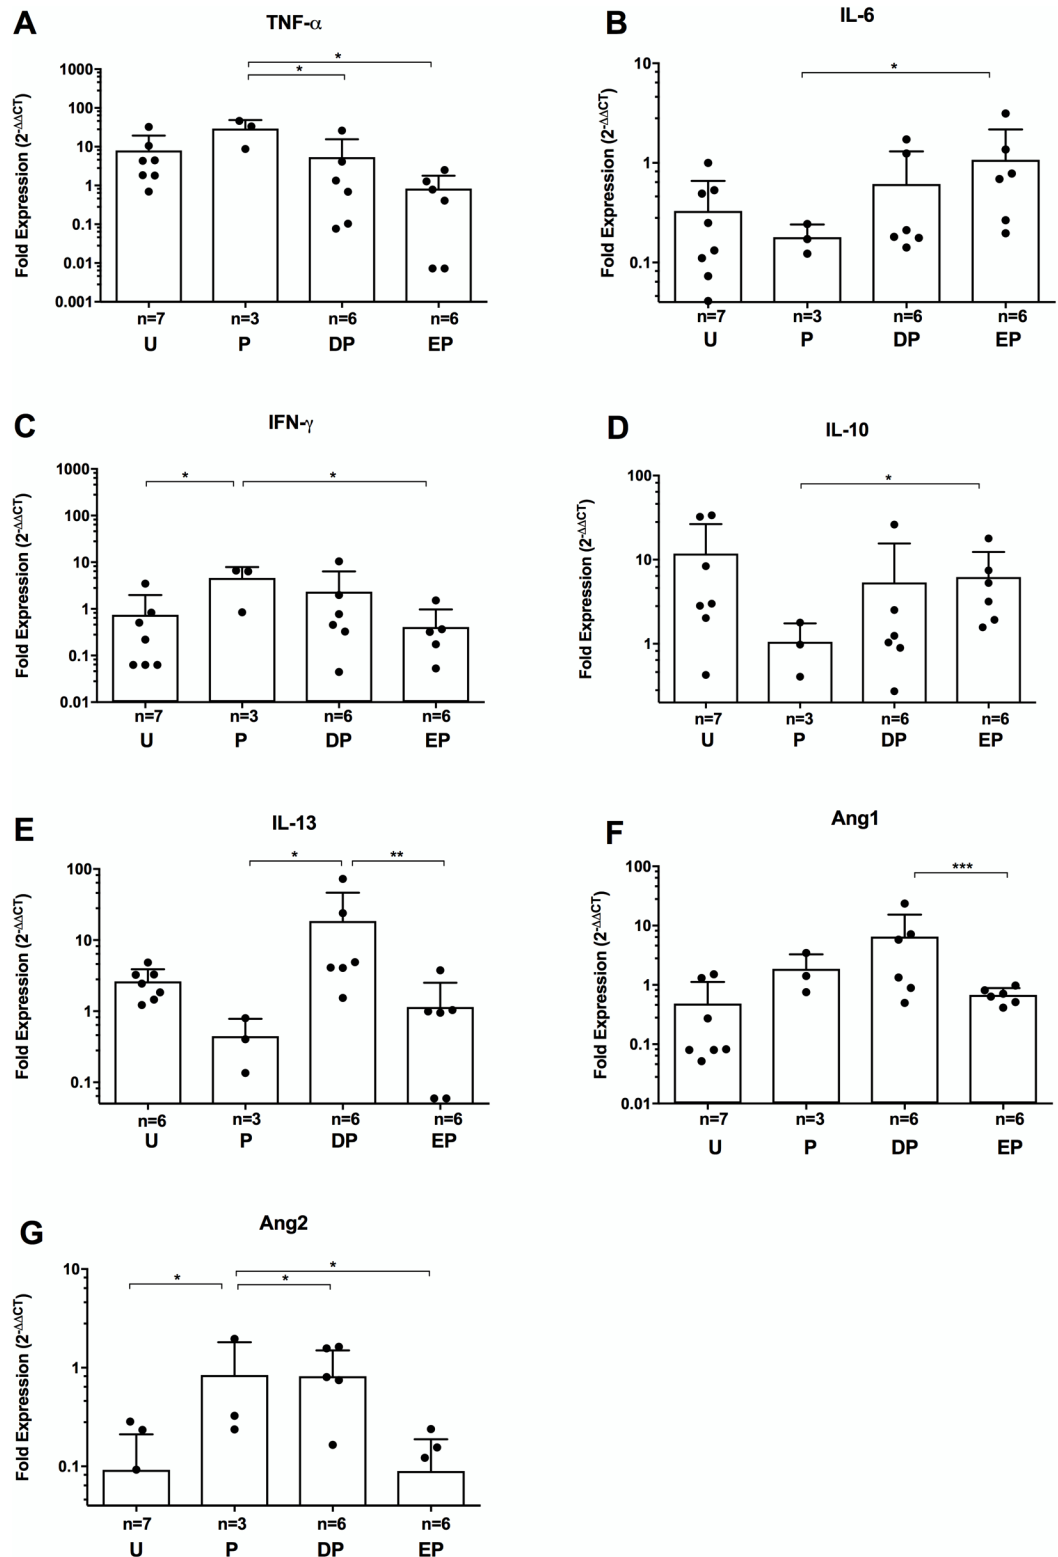 A
TNF-α
Fold Expression (2-ΔΔCT)
1000
100
10
1
0.1
0.01
0.001
*
*
n=7 n=3 n=6 n=6
U P DP EP
B
IL-6
Fold Expression (2-ΔΔCT)
10
1
0.1
*
n=7 n=3 n=6 n=6
U P DP EP
C
IFN-γ
Fold Expression (2-ΔΔCT)
1000
100
10
1
0.1
0.01
* *
n=7 n=3 n=6 n=6
U P DP EP
D
IL-10
Fold Expression (2-ΔΔCT)
100
10
1
*
n=7 n=3 n=6 n=6
U P DP EP
E
IL-13
Fold Expression (2-ΔΔCT)
100
10
1
0.1
* **
n=6 n=3 n=6 n=6
U P DP EP
F
Ang1
Fold Expression (2-ΔΔCT)
100
10
1
0.1
0.01
***
n=7 n=3 n=6 n=6
U P DP EP
G
Ang2
Fold Expression (2-ΔΔCT)
10
1
0.1
*
* *
n=7 n=3 n=6 n=6
U P DP EP